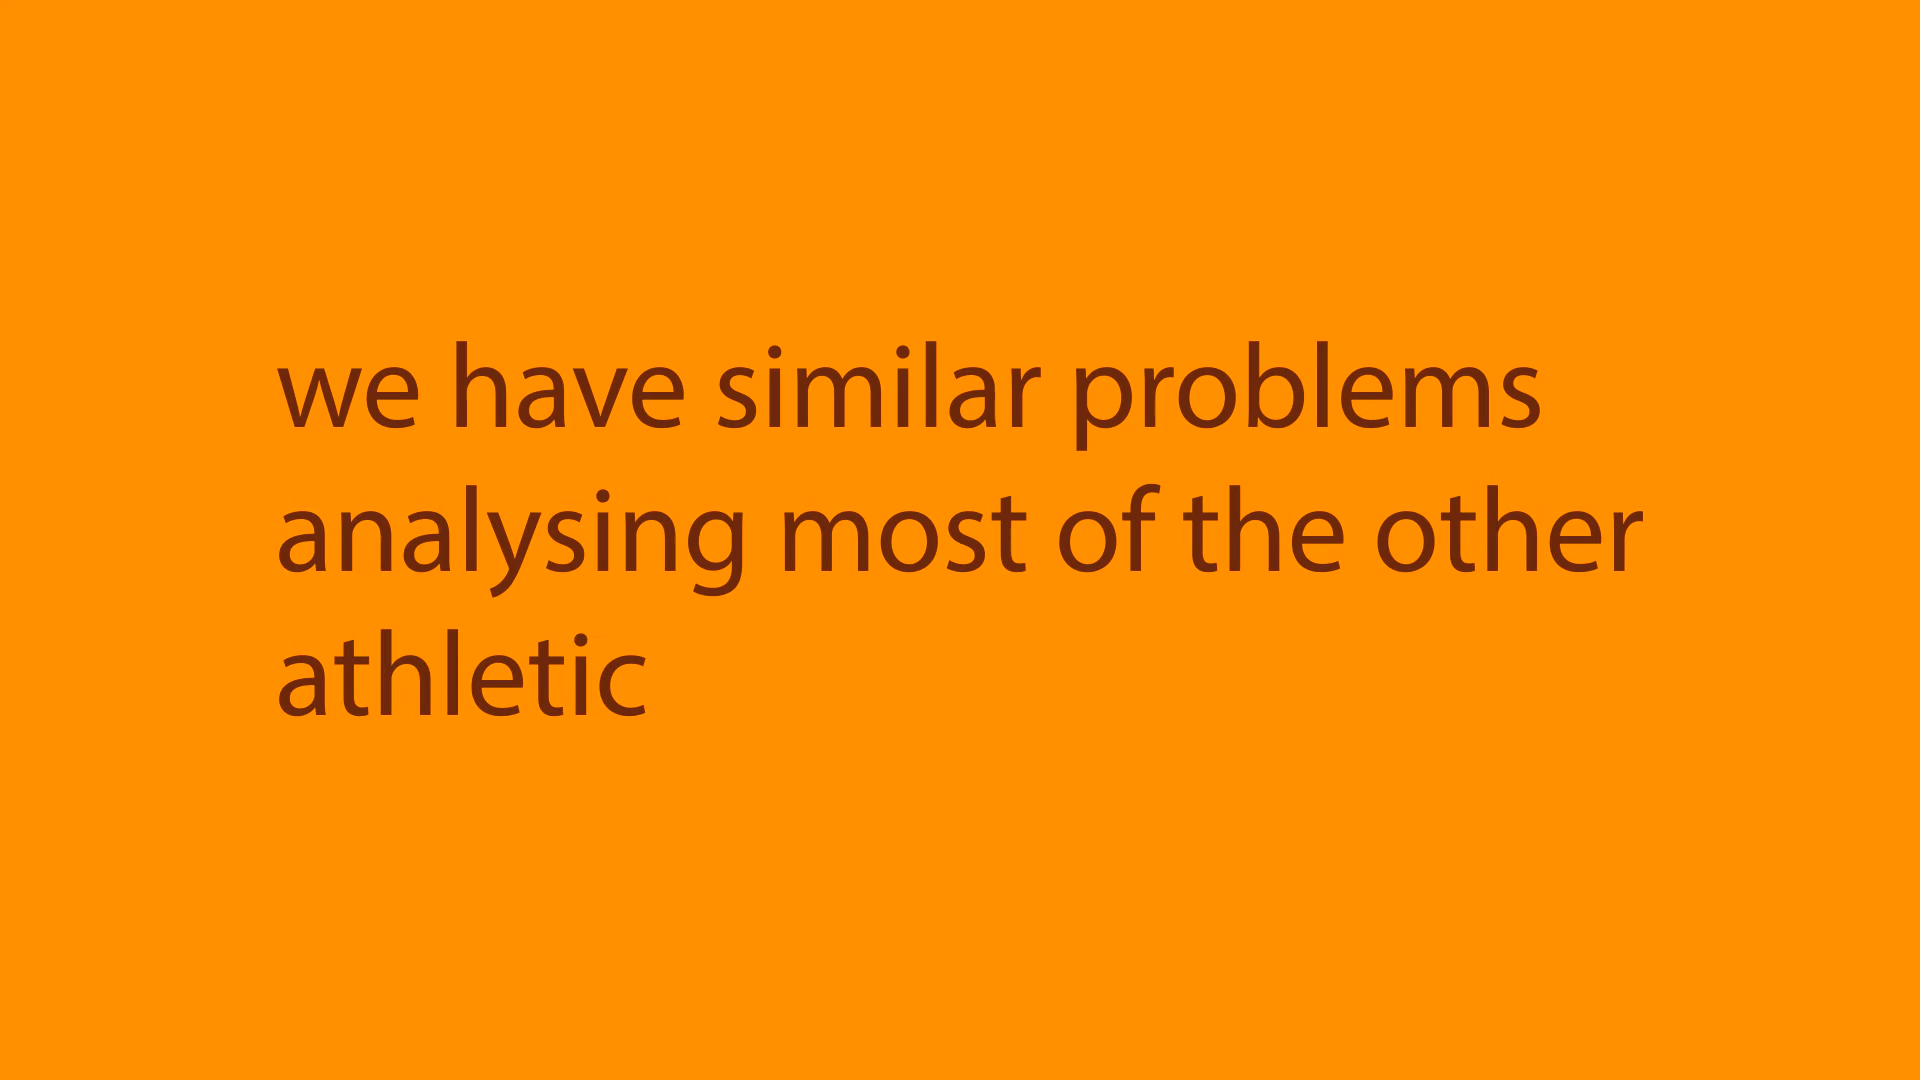 we have similar problems
analysing most of the other
athletic